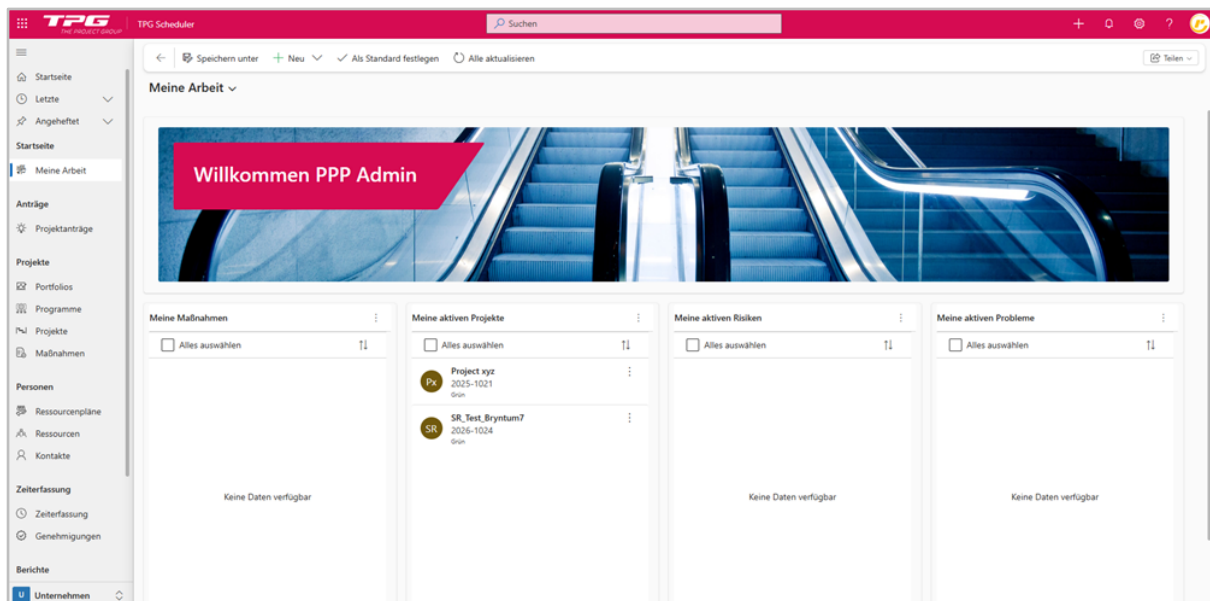 TPG
THE PROJECT GROUP
TPG Scheduler
Suchen
Startseite
Letzte
Angeheftet
Startseite
Meine Arbeit
Anträge
Projektanträge
Projekte
Portfolios
Programme
Projekte
Maßnahmen
Personen
Ressourcenpläne
Ressourcen
Kontakte
Zeiterfassung
Zeiterfassung
Genehmigungen
Berichte
U Unternehmen
Speichern unter Neu Als Standard festlegen Alle aktualisieren Teilen
Meine Arbeit
Willkommen PPP Admin
Meine Maßnahmen
Alles auswählen
Keine Daten verfügbar
Meine aktiven Projekte
Alles auswählen
Px
Project xyz
2025-1021
Grün
SR
SR_Test_Bryntum7
2026-1024
Grün
Meine aktiven Risiken
Alles auswählen
Keine Daten verfügbar
Meine aktiven Probleme
Alles auswählen
Keine Daten verfügbar